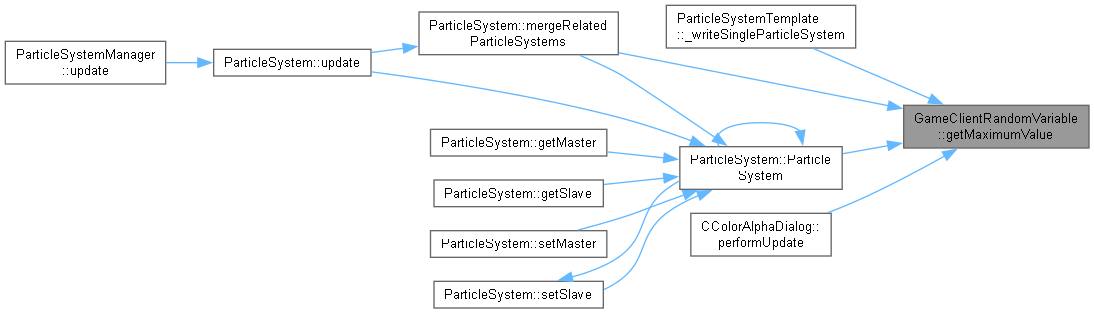 ParticleSystemManager
::update
ParticleSystem::update
ParticleSystem::mergeRelated
ParticleSystems
ParticleSystemTemplate
::_writeSingleParticleSystem
GameClientRandomVariable
::getMaximumValue
ParticleSystem::getMaster
ParticleSystem::Particle
System
ParticleSystem::getSlave
ParticleSystem::setMaster
CColorAlphaDialog::
performUpdate
ParticleSystem::setSlave